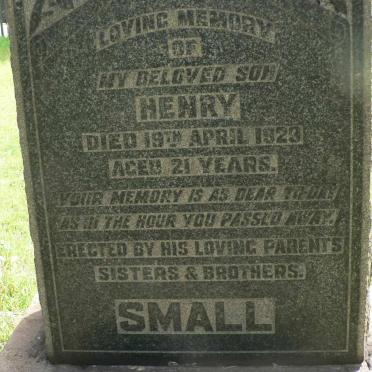 LOVING MEMORY
OF
MY BELOVED SON
HENRY
DIED 19TH APRIL 1923
AGED 21 YEARS.
YOUR MEMORY IS AS DEAR TO-DAY
AS IN THE HOUR YOU PASSED AWAY.
ERECTED BY HIS LOVING PARENTS
SISTERS & BROTHERS.
SMALL